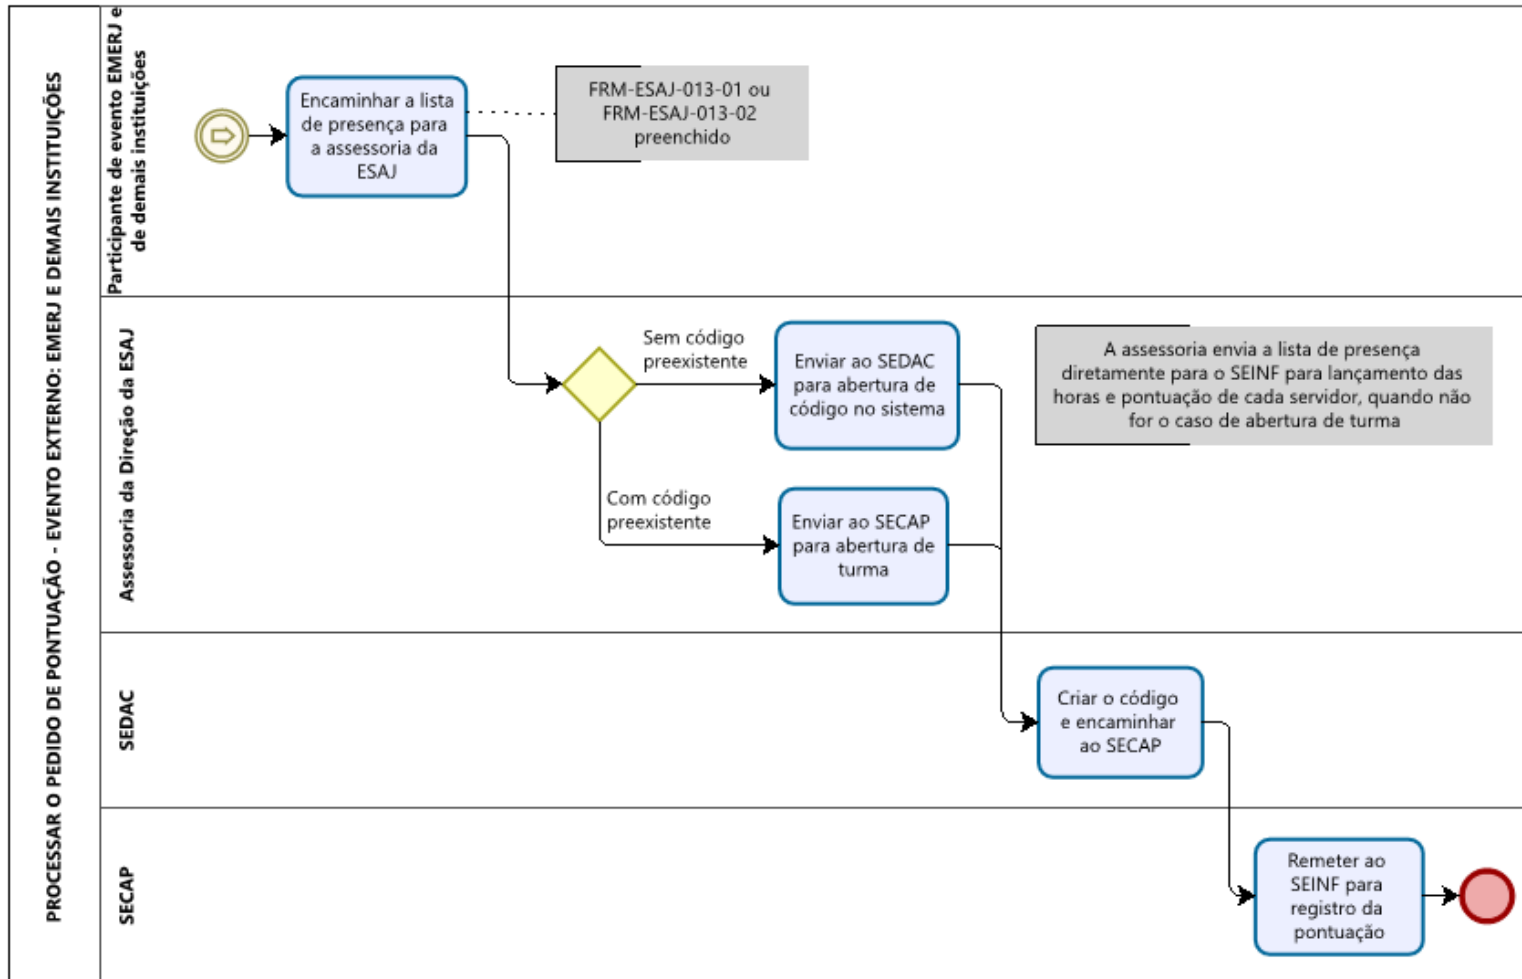 PROCESSAR O PEDIDO DE PONTUAÇÃO - EVENTO EXTERNO: EMERJ E DEMAIS INSTITUIÇÕES
Participante de evento EMERJ e
de demais instituições
Encaminhar a lista
de presença para
a assessoria da
ESAJ
FRM-ESAJ-013-01 ou
FRM-ESAJ-013-02
preenchido
Assessoria da Direção da ESAJ
Sem código
preexistente
Enviar ao SEDAC
para abertura de
código no sistema
A assessoria envia a lista de presença
diretamente para o SEINF para lançamento das
horas e pontuação de cada servidor, quando não
for o caso de abertura de turma
Com código
preexistente
Enviar ao SECAP
para abertura de
turma
SEDAC
Criar o código
e encaminhar
ao SECAP
SECAP
Remeter ao
SEINF para
registro da
pontuação